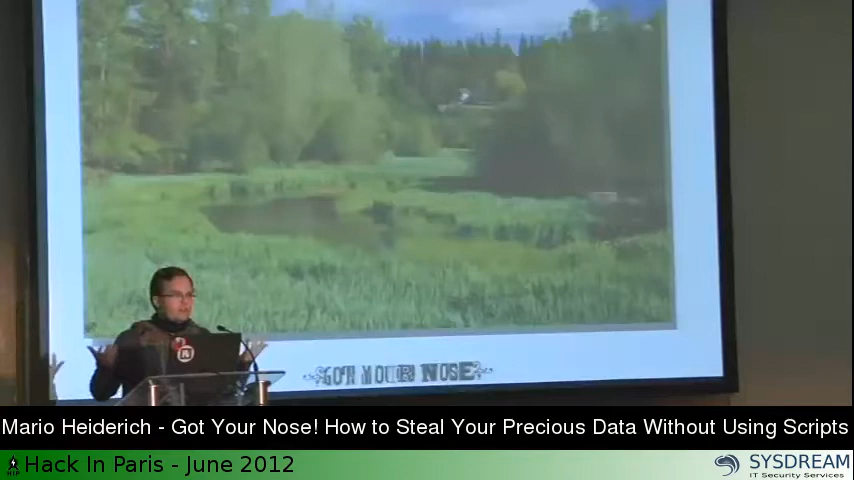 GOT YOUR NOSE
Mario Heiderich - Got Your Nose! How to Steal Your Precious Data Without Using Scripts
HIP
Hack In Paris - June 2012
SYSDREAM
IT Security Services